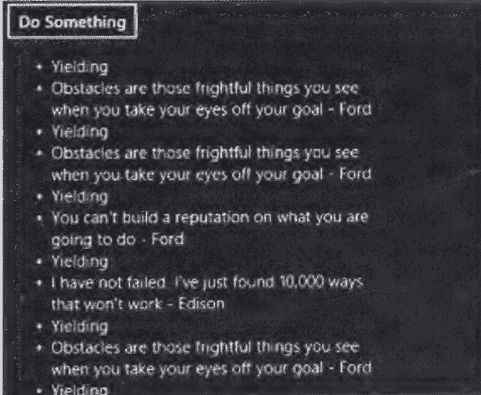 Do Something
• Yielding
• Obstacles are those frightful things you see
when you take your eyes off your goal - Ford
• Yielding
• Obstacles are those frightful things you see
when you take your eyes off your goal - Ford
• Yielding
• You can't build a reputation on what you are
going to do - Ford
• Yielding
• I have not failed. I've just found 10,000 ways
that won't work - Edison
• Yielding
• Obstacles are those frightful things you see
when you take your eyes off your goal - Ford
• Yielding